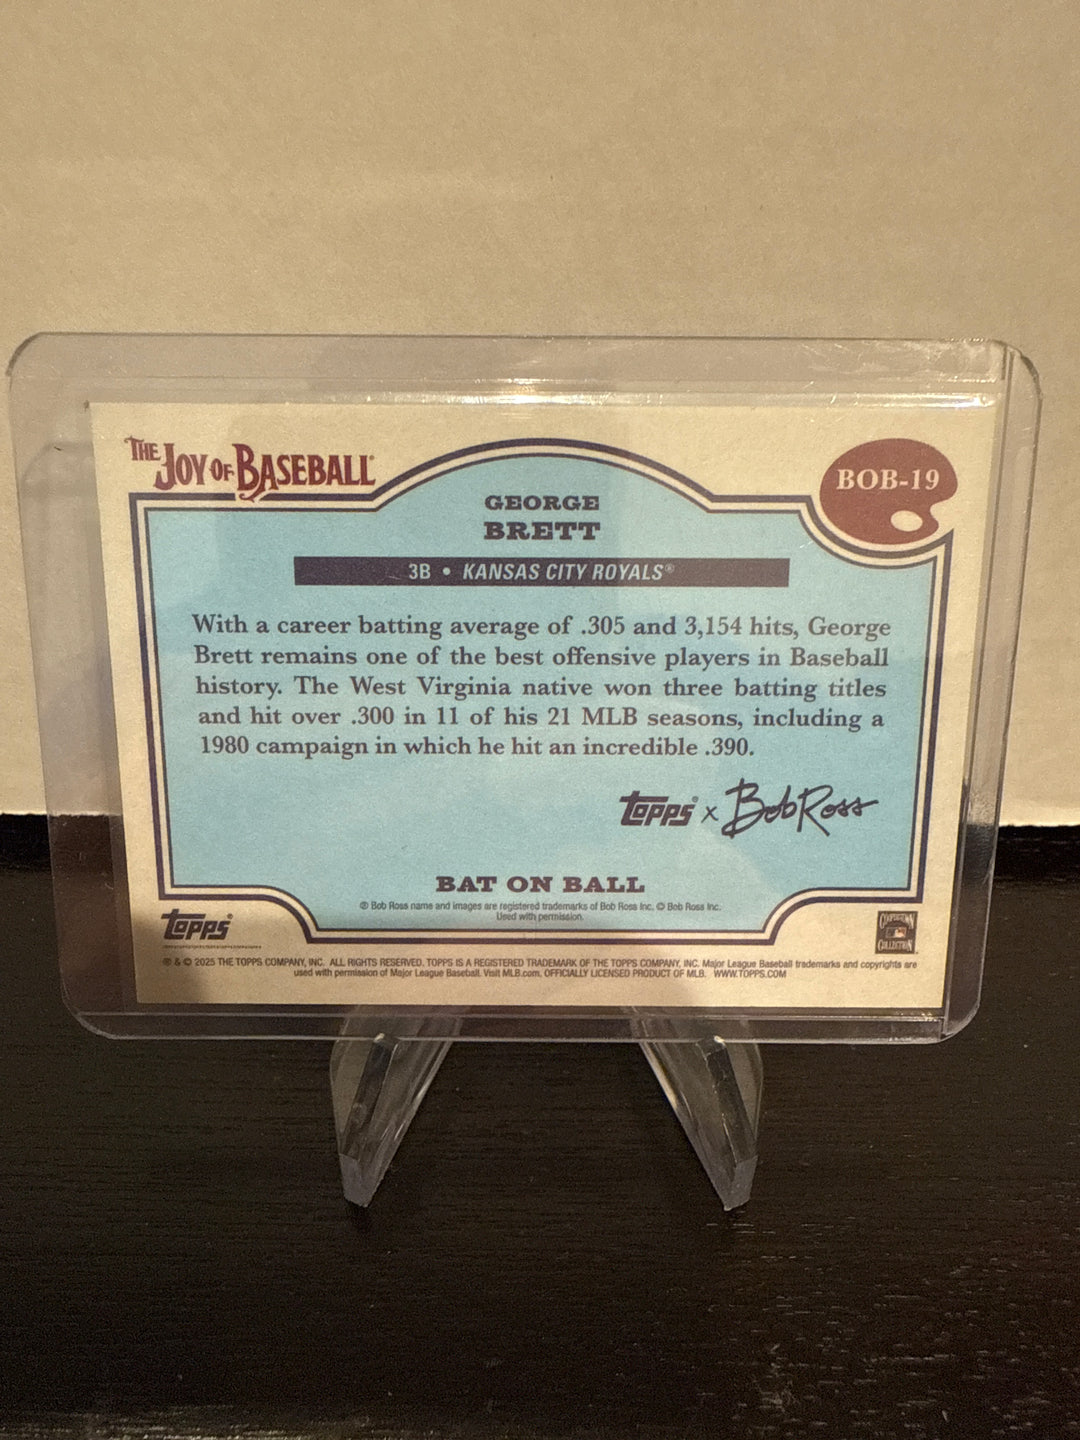 THE JOY OF BASEBALL®
BOB-19
GEORGE
BRETT
3B • KANSAS CITY ROYALS®
With a career batting average of .305 and 3,154 hits, George
Brett remains one of the best offensive players in Baseball
history. The West Virginia native won three batting titles
and hit over .300 in 11 of his 21 MLB seasons, including a
1980 campaign in which he hit an incredible .390.
Topps® x Bob Ross
BAT ON BALL
® Bob Ross name and images are registered trademarks of Bob Ross Inc. © Bob Ross Inc.
Used with permission.
Topps®
COOPERSTOWN
COLLECTION
® & © 2025 THE TOPPS COMPANY, INC. ALL RIGHTS RESERVED. TOPPS IS A REGISTERED TRADEMARK OF THE TOPPS COMPANY, INC. Major League Baseball trademarks and copyrights are
used with permission of Major League Baseball. Visit MLB.com. OFFICIALLY LICENSED PRODUCT OF MLB. WWW.TOPPS.COM